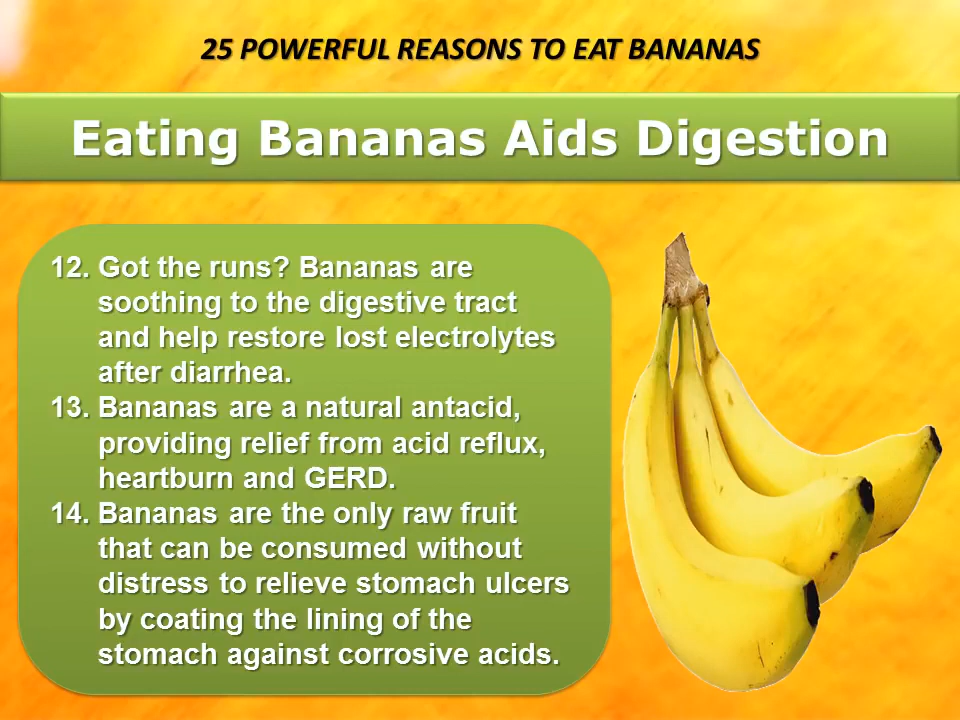 25 POWERFUL REASONS TO EAT BANANAS
Eating Bananas Aids Digestion
12. Got the runs? Bananas are
soothing to the digestive tract
and help restore lost electrolytes
after diarrhea.
13. Bananas are a natural antacid,
providing relief from acid reflux,
heartburn and GERD.
14. Bananas are the only raw fruit
that can be consumed without
distress to relieve stomach ulcers
by coating the lining of the
stomach against corrosive acids.